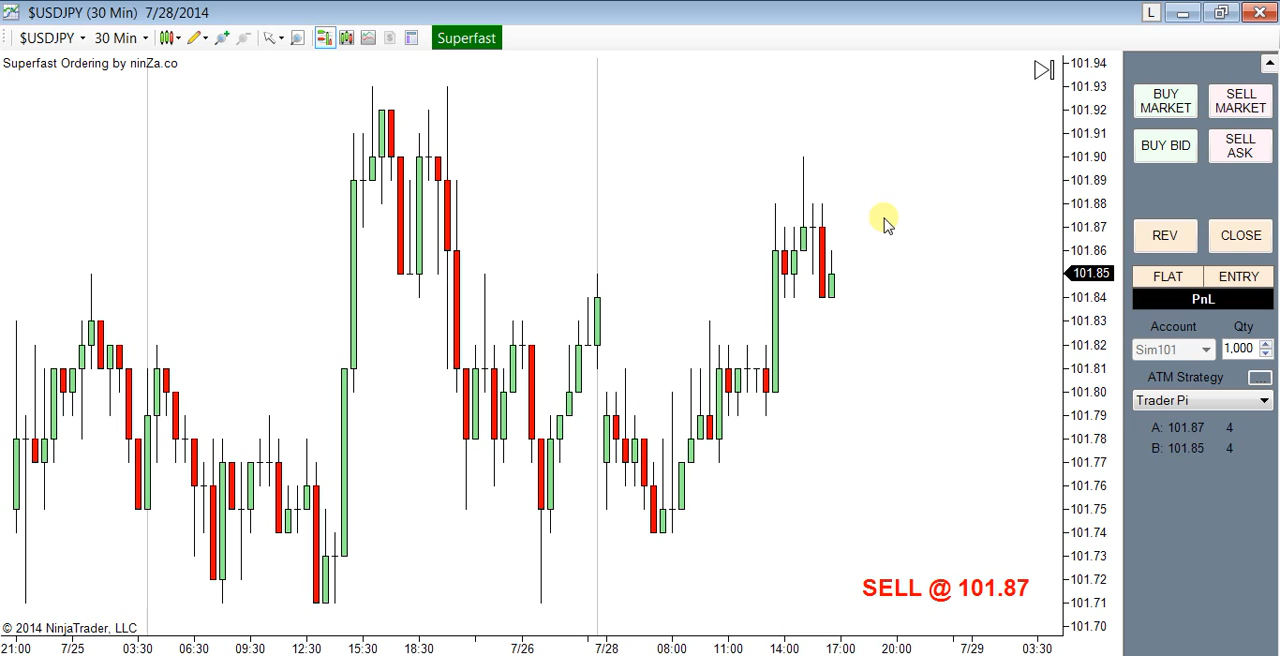 $USDJPY (30 Min)  7/28/2014
L
$USDJPY 30 Min Superfast
Superfast Ordering by ninZa.co
101.94
101.93
101.92
101.91
101.90
101.89
101.88
101.87
101.86
101.85
101.84
101.83
101.82
101.81
101.80
101.79
101.78
101.77
101.76
101.75
101.74
101.73
101.72
101.71
101.70
SELL @ 101.87
© 2014 NinjaTrader, LLC
21:00 7/25 03:30 06:30 09:30 12:30 15:30 18:30 7/26 7/28 08:00 11:00 14:00 17:00 20:00 7/29 03:30
BUY MARKET
SELL MARKET
BUY BID
SELL ASK
REV CLOSE
FLAT ENTRY
PnL
Account Qty
Sim101 1,000
ATM Strategy ...
Trader Pi
A: 101.87 4
B: 101.85 4